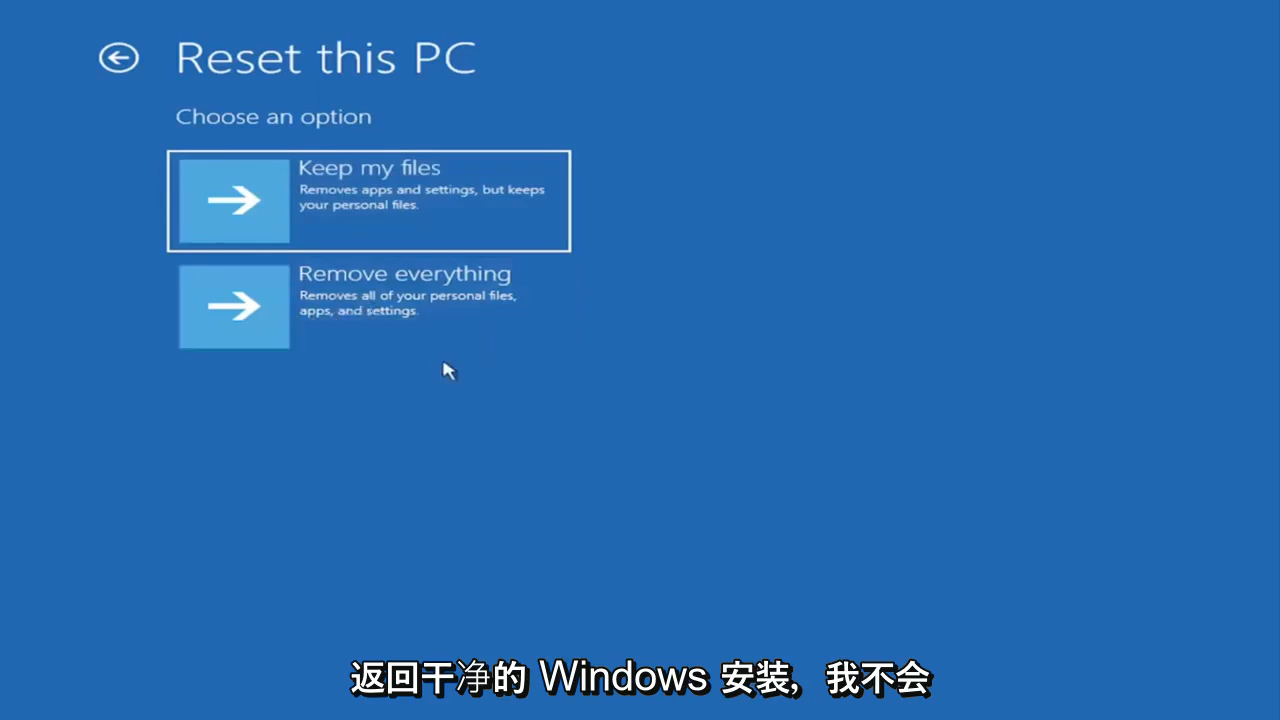 Reset this PC
Choose an option
Keep my files
Removes apps and settings, but keeps
your personal files.
Remove everything
Removes all of your personal files,
apps, and settings.
返回干净的 Windows 安装，我不会